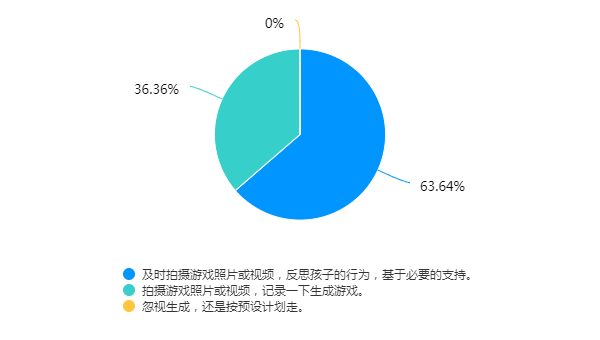 0%
36.36%
63.64%
及时拍摄游戏照片或视频，反思孩子的行为，基于必要的支持。
拍摄游戏照片或视频，记录一下生成游戏。
忽视生成，还是按预设计划走。